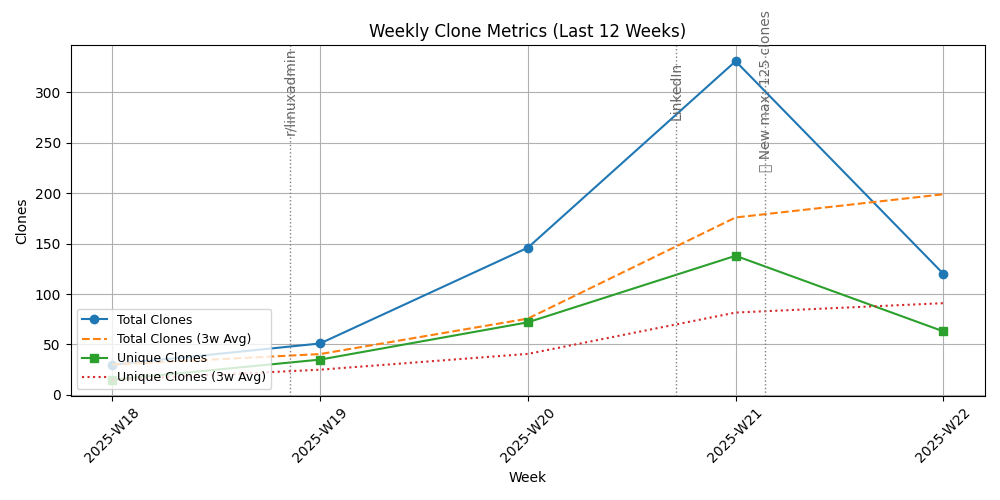 Weekly Clone Metrics (Last 12 Weeks)
r/linuxadmin
LinkedIn
New max: 125 clones
Clones
300
250
200
150
100
50
0
Total Clones
Total Clones (3w Avg)
Unique Clones
Unique Clones (3w Avg)
2025-W18
2025-W19
2025-W20
2025-W21
2025-W22
Week